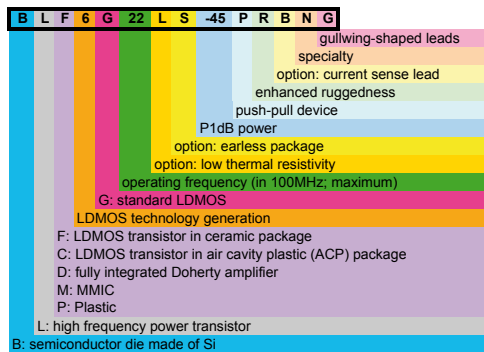 B L F 6 G 22 L S -45 P R B N G
gullwing-shaped leads
specialty
option: current sense lead
enhanced ruggedness
push-pull device
P1dB power
option: earless package
option: low thermal resistivity
operating frequency (in 100MHz; maximum)
G: standard LDMOS
LDMOS technology generation
F: LDMOS transistor in ceramic package
C: LDMOS transistor in air cavity plastic (ACP) package
D: fully integrated Doherty amplifier
M: MMIC
P: Plastic
L: high frequency power transistor
B: semiconductor die made of Si